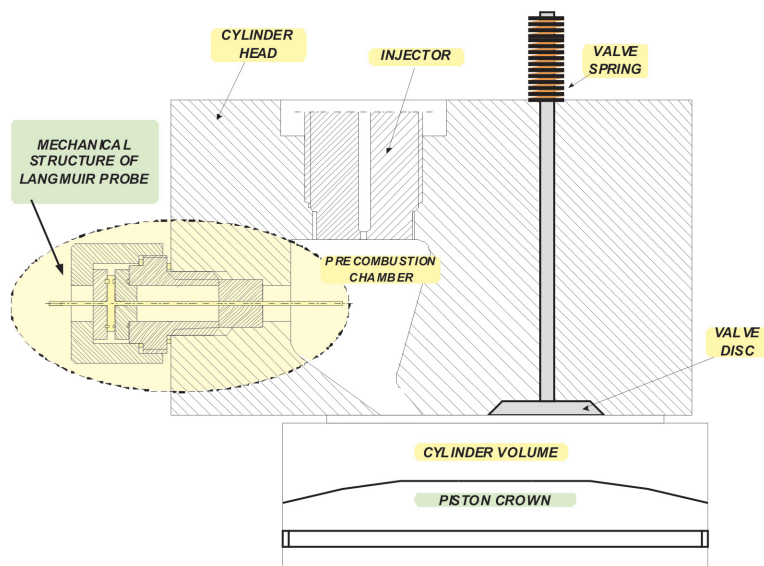 CYLINDER
HEAD
INJECTOR
VALVE
SPRING
MECHANICAL
STRUCTURE OF
LANGMUIR PROBE
PRECOMBUSTION
CHAMBER
VALVE
DISC
CYLINDER VOLUME
PISTON CROWN